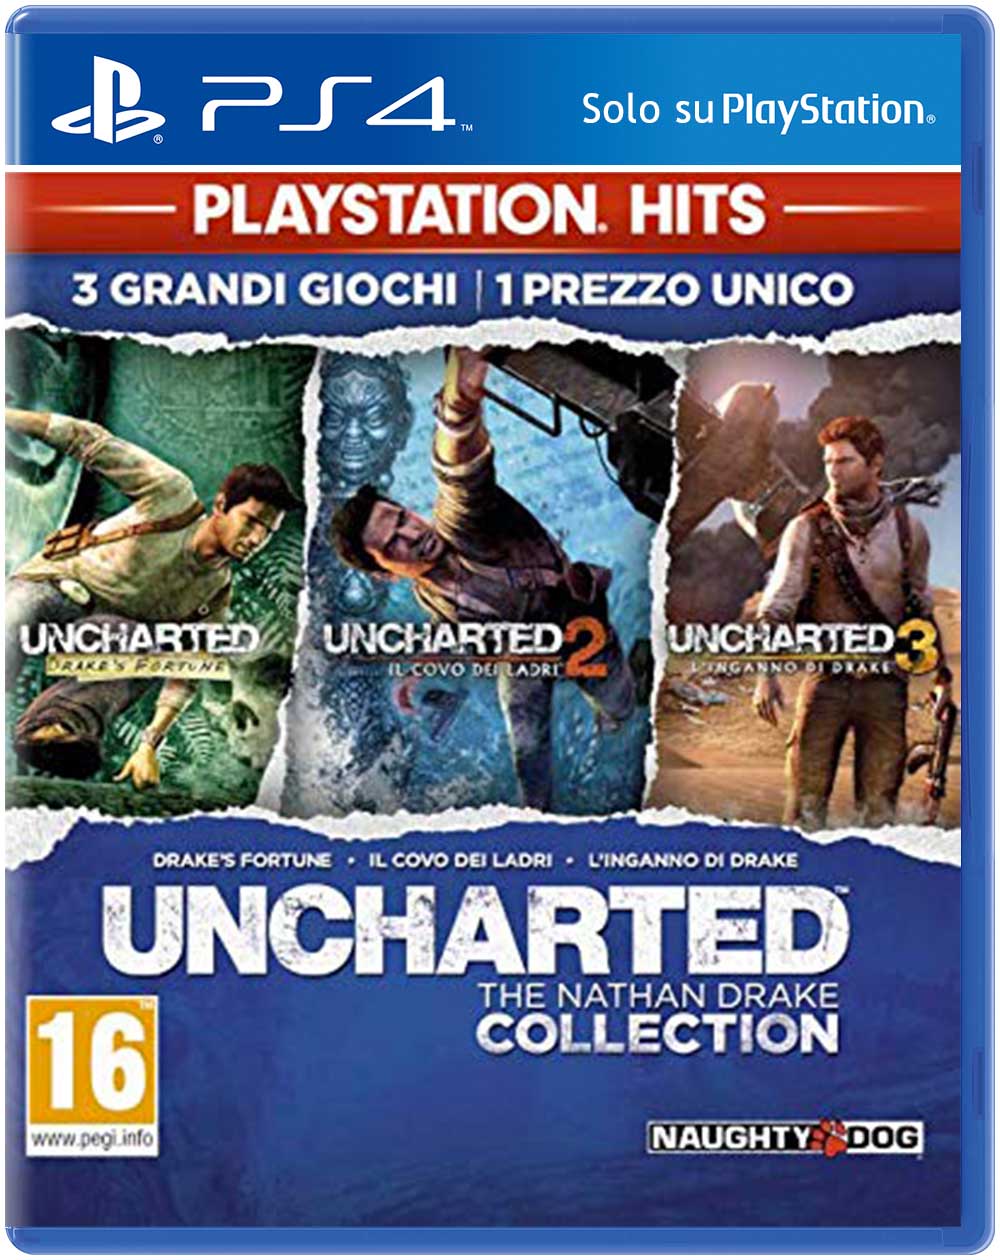 PS4™
Solo su PlayStation®
PLAYSTATION® HITS
3 GRANDI GIOCHI | 1 PREZZO UNICO
UNCHARTED
DRAKE'S FORTUNE
UNCHARTED 2
IL COVO DEI LADRI
UNCHARTED 3
L'INGANNO DI DRAKE
DRAKE'S FORTUNE • IL COVO DEI LADRI • L'INGANNO DI DRAKE
UNCHARTED™
THE NATHAN DRAKE
COLLECTION
16
www.pegi.info
NAUGHTY DOG